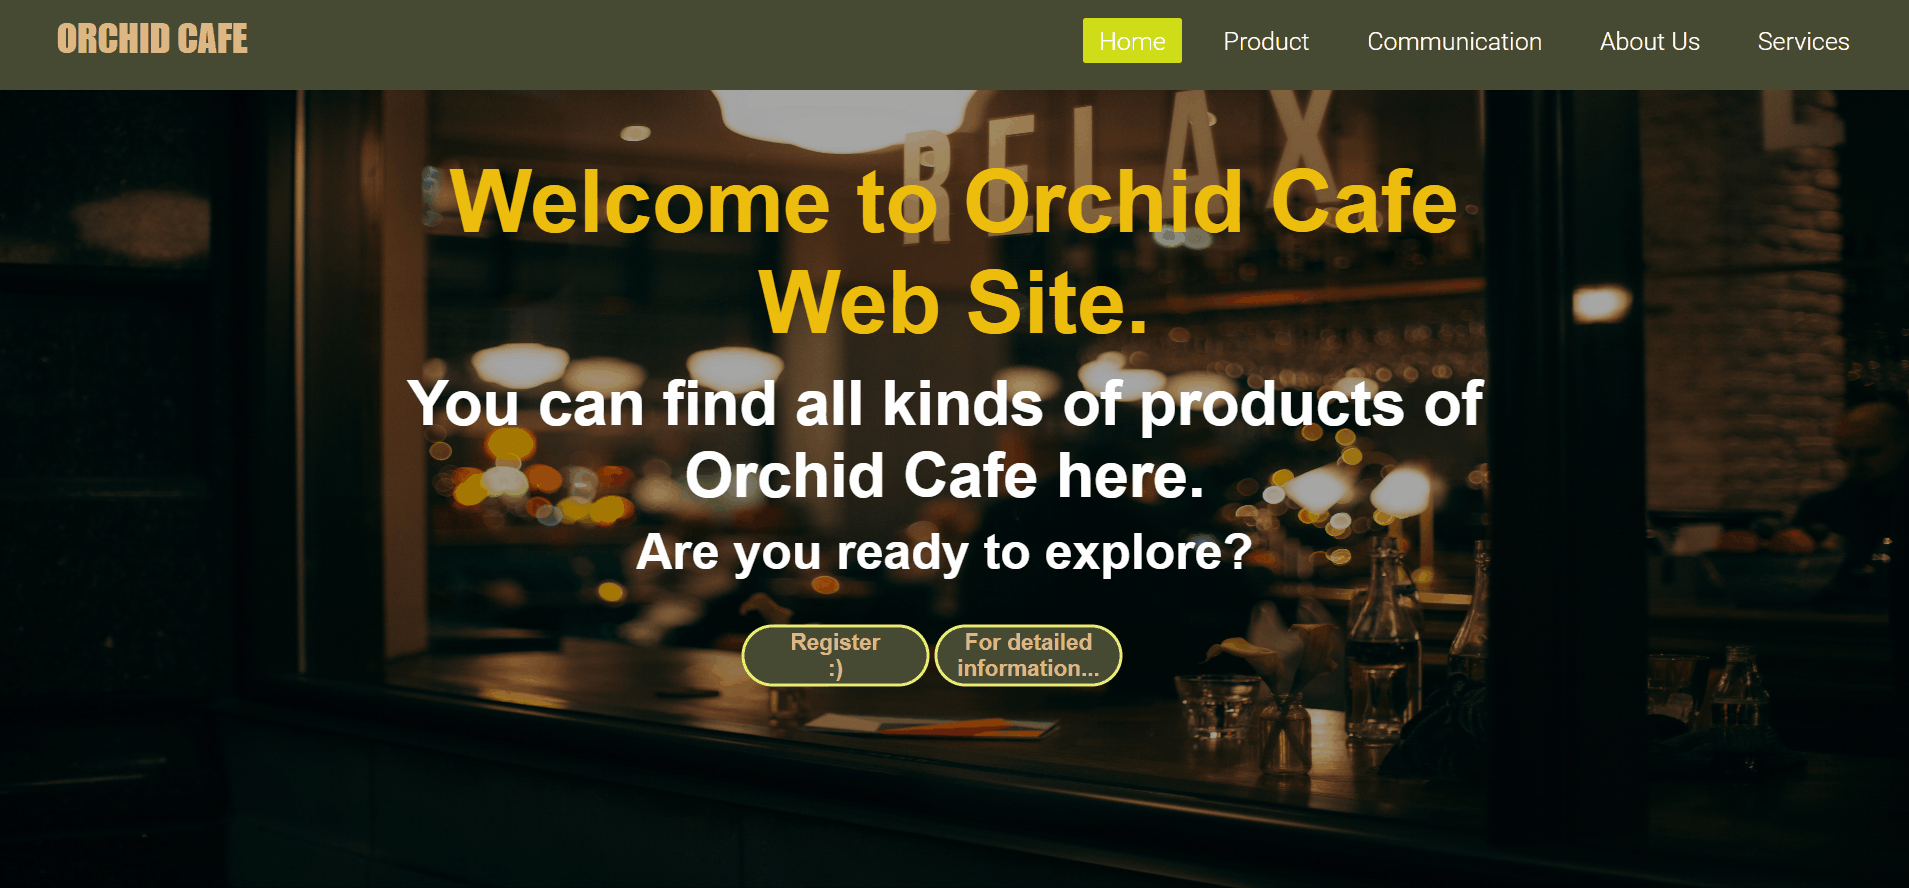 ORCHID CAFE
Home Product Communication About Us Services
RELAX
Welcome to Orchid Cafe
Web Site.
You can find all kinds of products of
Orchid Cafe here.
Are you ready to explore?
Register
:)
For detailed
information...